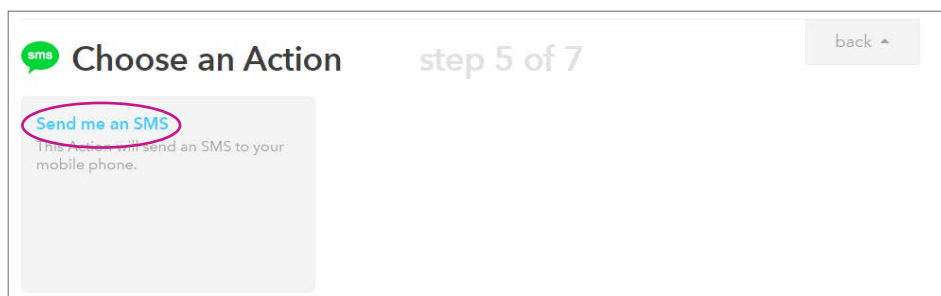 sms Choose an Action step 5 of 7 back
Send me an SMS
This Action will send an SMS to your
mobile phone.